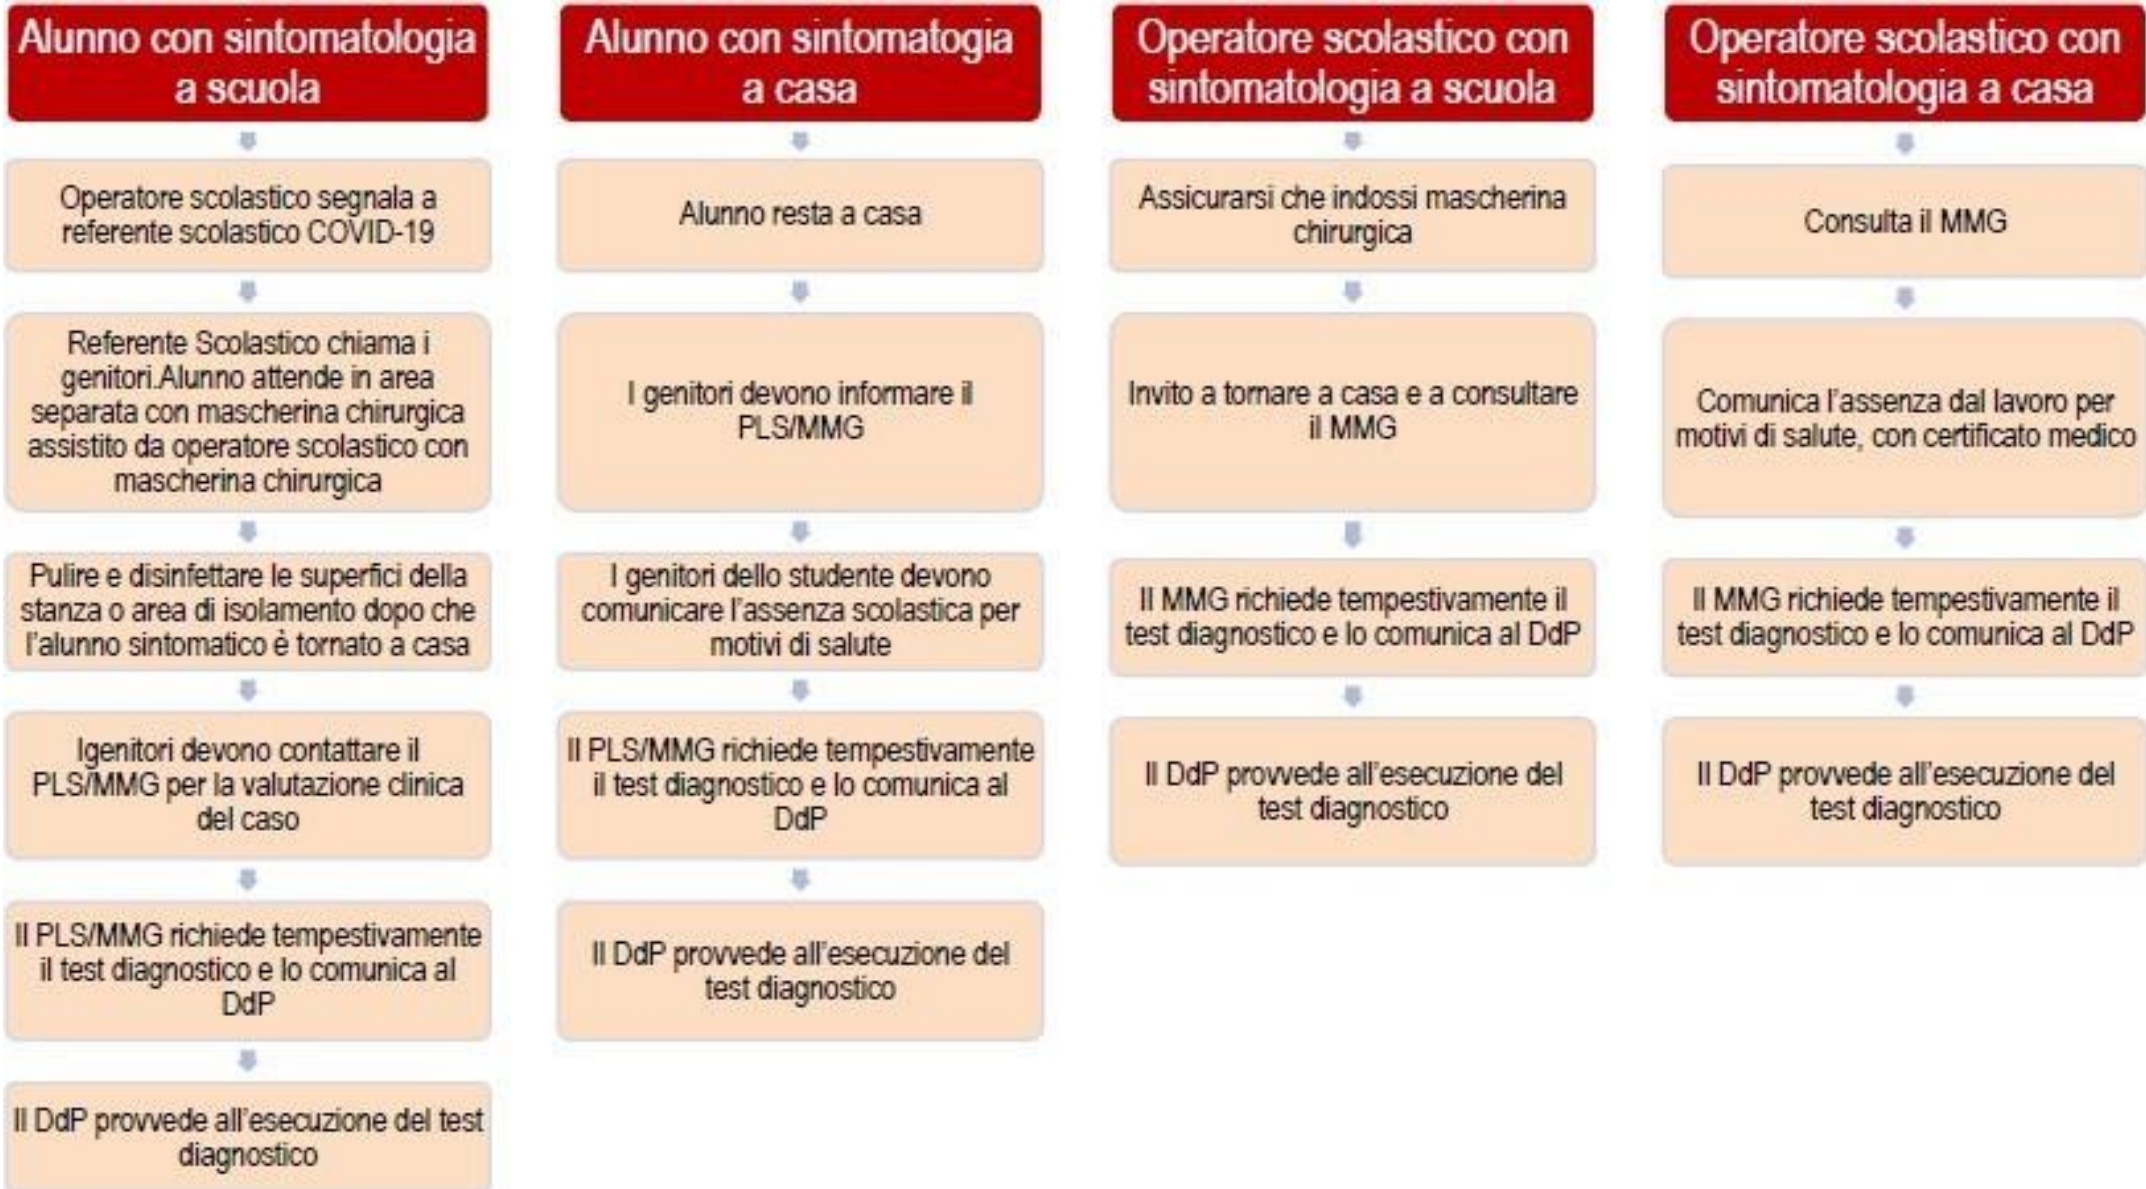 Alunno con sintomatologia
a scuola
Operatore scolastico segnala a
referente scolastico COVID-19
Referente Scolastico chiama i
genitori.Alunno attende in area
separata con mascherina chirurgica
assistito da operatore scolastico con
mascherina chirurgica
Pulire e disinfettare le superfici della
stanza o area di isolamento dopo che
l'alunno sintomatico è tornato a casa
Igenitori devono contattare il
PLS/MMG per la valutazione clinica
del caso
Il PLS/MMG richiede tempestivamente
il test diagnostico e lo comunica al
DdP
Il DdP provvede all'esecuzione del test
diagnostico
Alunno con sintomatogia
a casa
Alunno resta a casa
I genitori devono informare il
PLS/MMG
I genitori dello studente devono
comunicare l'assenza scolastica per
motivi di salute
Il PLS/MMG richiede tempestivamente
il test diagnostico e lo comunica al
DdP
Il DdP provvede all'esecuzione del
test diagnostico
Operatore scolastico con
sintomatologia a scuola
Assicurarsi che indossi mascherina
chirurgica
Invito a tornare a casa e a consultare
il MMG
Il MMG richiede tempestivamente il
test diagnostico e lo comunica al DdP
Il DdP provvede all'esecuzione del
test diagnostico
Operatore scolastico con
sintomatologia a casa
Consulta il MMG
Comunica l'assenza dal lavoro per
motivi di salute, con certificato medico
Il MMG richiede tempestivamente il
test diagnostico e lo comunica al DdP
Il DdP provvede all'esecuzione del
test diagnostico